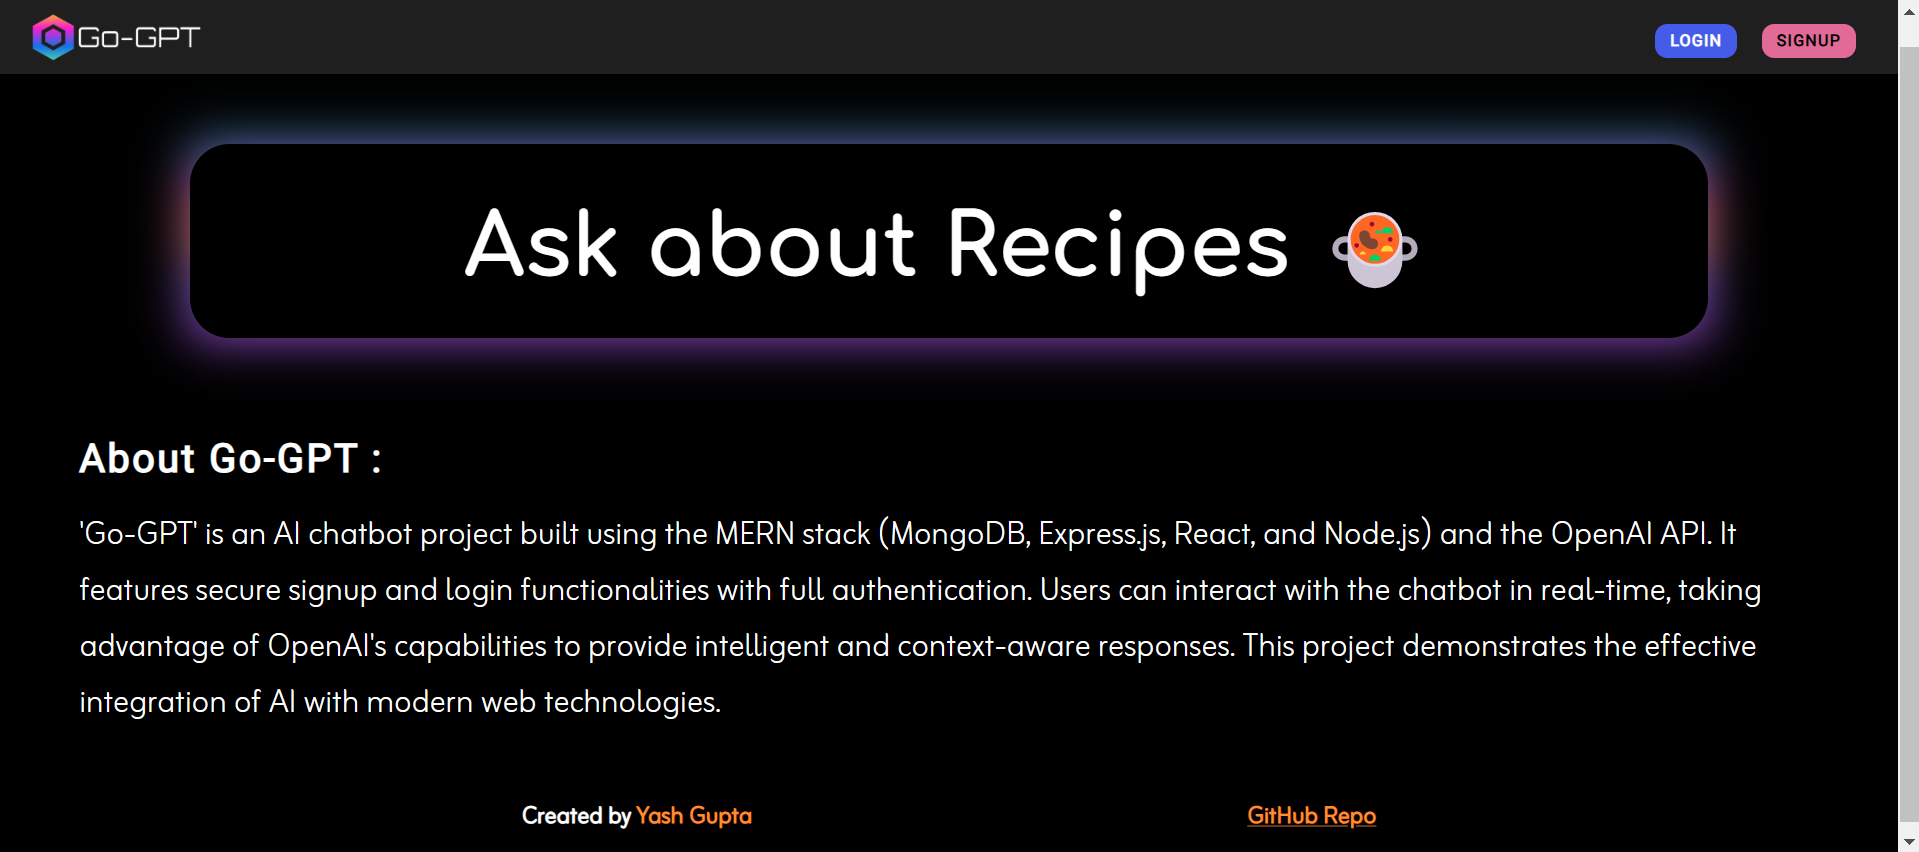 Go-GPT
LOGIN
SIGNUP
Ask about Recipes
About Go-GPT :
'Go-GPT' is an AI chatbot project built using the MERN stack (MongoDB, Express.js, React, and Node.js) and the OpenAI API. It
features secure signup and login functionalities with full authentication. Users can interact with the chatbot in real-time, taking
advantage of OpenAI's capabilities to provide intelligent and context-aware responses. This project demonstrates the effective
integration of AI with modern web technologies.
Created by Yash Gupta
GitHub Repo